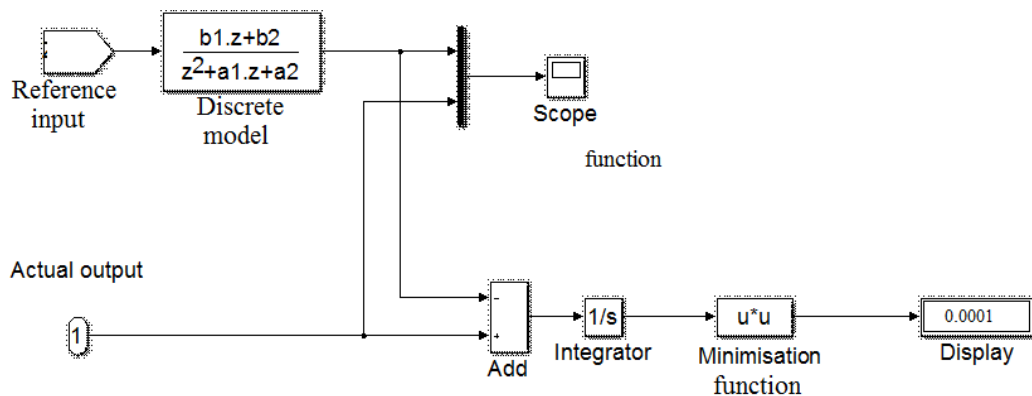 b1.z+b2
z²+a1.z+a2
Reference
input
Discrete
model
Scope
function
Actual output
1
−
+
Add
1/s
Integrator
u*u
Minimisation
function
0.0001
Display